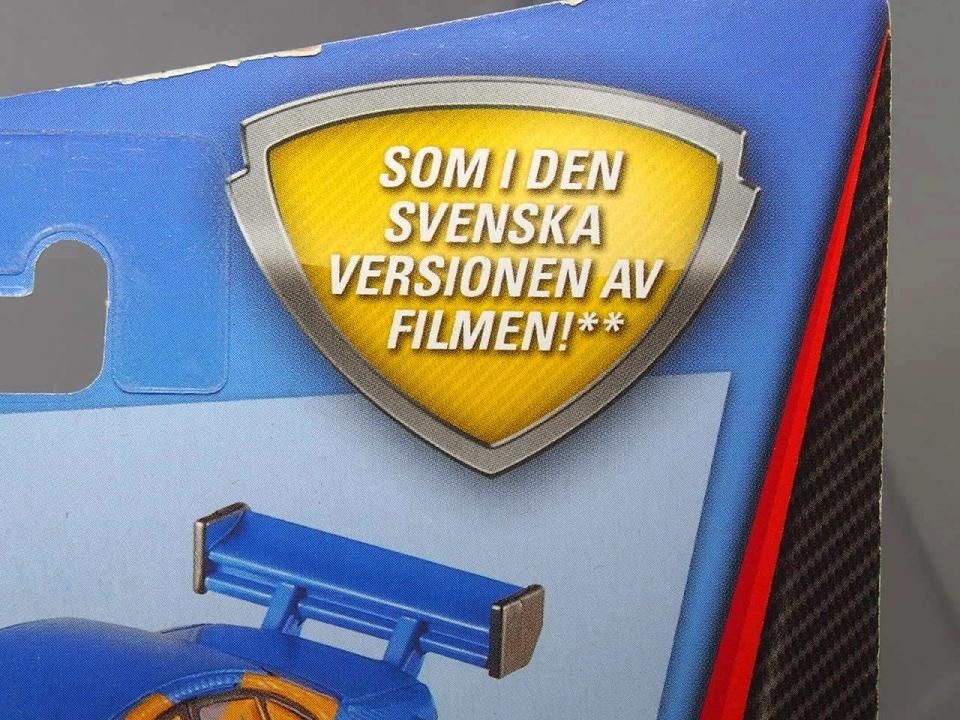 SOM I DEN
SVENSKA
VERSIONEN AV
FILMEN!**